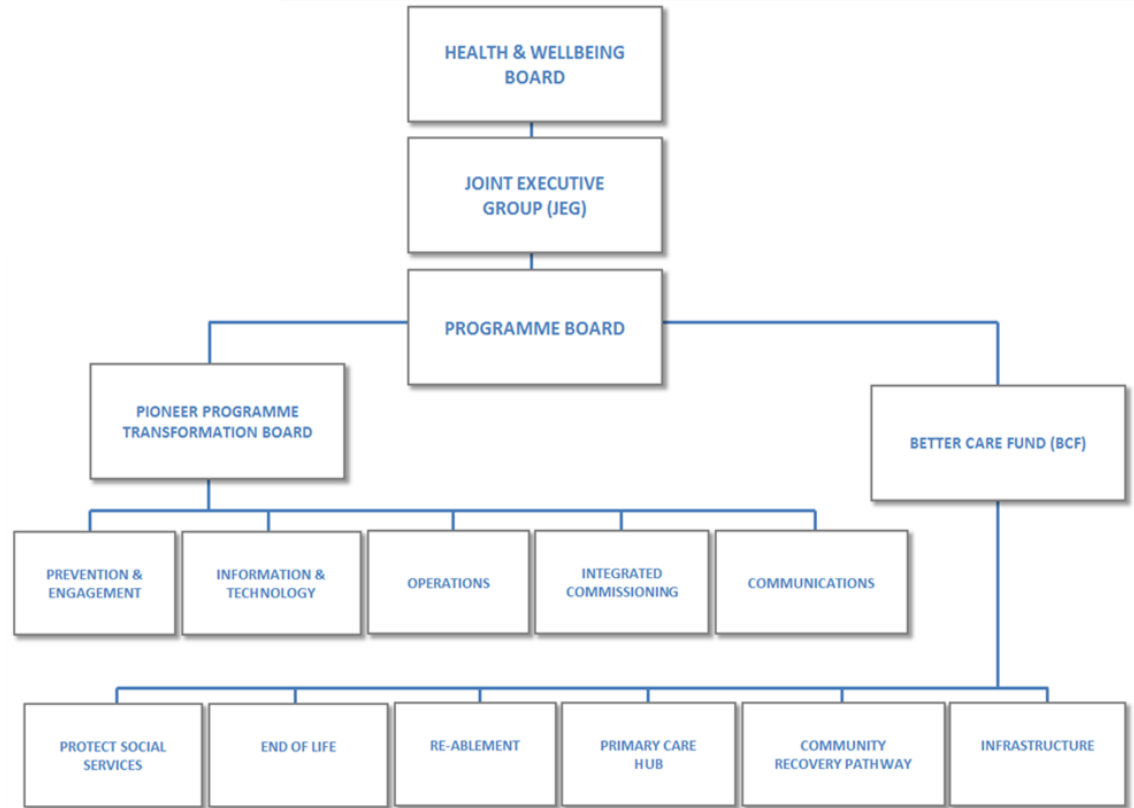 HEALTH & WELLBEING
BOARD
JOINT EXECUTIVE
GROUP (JEG)
PROGRAMME BOARD
PIONEER PROGRAMME
TRANSFORMATION BOARD
BETTER CARE FUND (BCF)
PREVENTION &
ENGAGEMENT
INFORMATION &
TECHNOLOGY
OPERATIONS
INTEGRATED
COMMISSIONING
COMMUNICATIONS
PROTECT SOCIAL
SERVICES
END OF LIFE
RE-ABLEMENT
PRIMARY CARE
HUB
COMMUNITY
RECOVERY PATHWAY
INFRASTRUCTURE